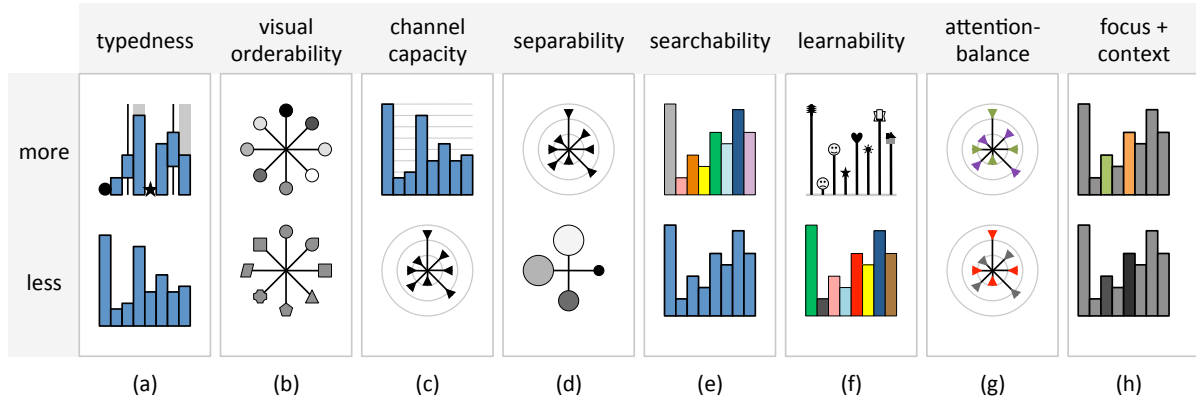 typedness
visual
orderability
channel
capacity
separability
searchability
learnability
attention-
balance
focus +
context
more
less
(a)
(b)
(c)
(d)
(e)
(f)
(g)
(h)